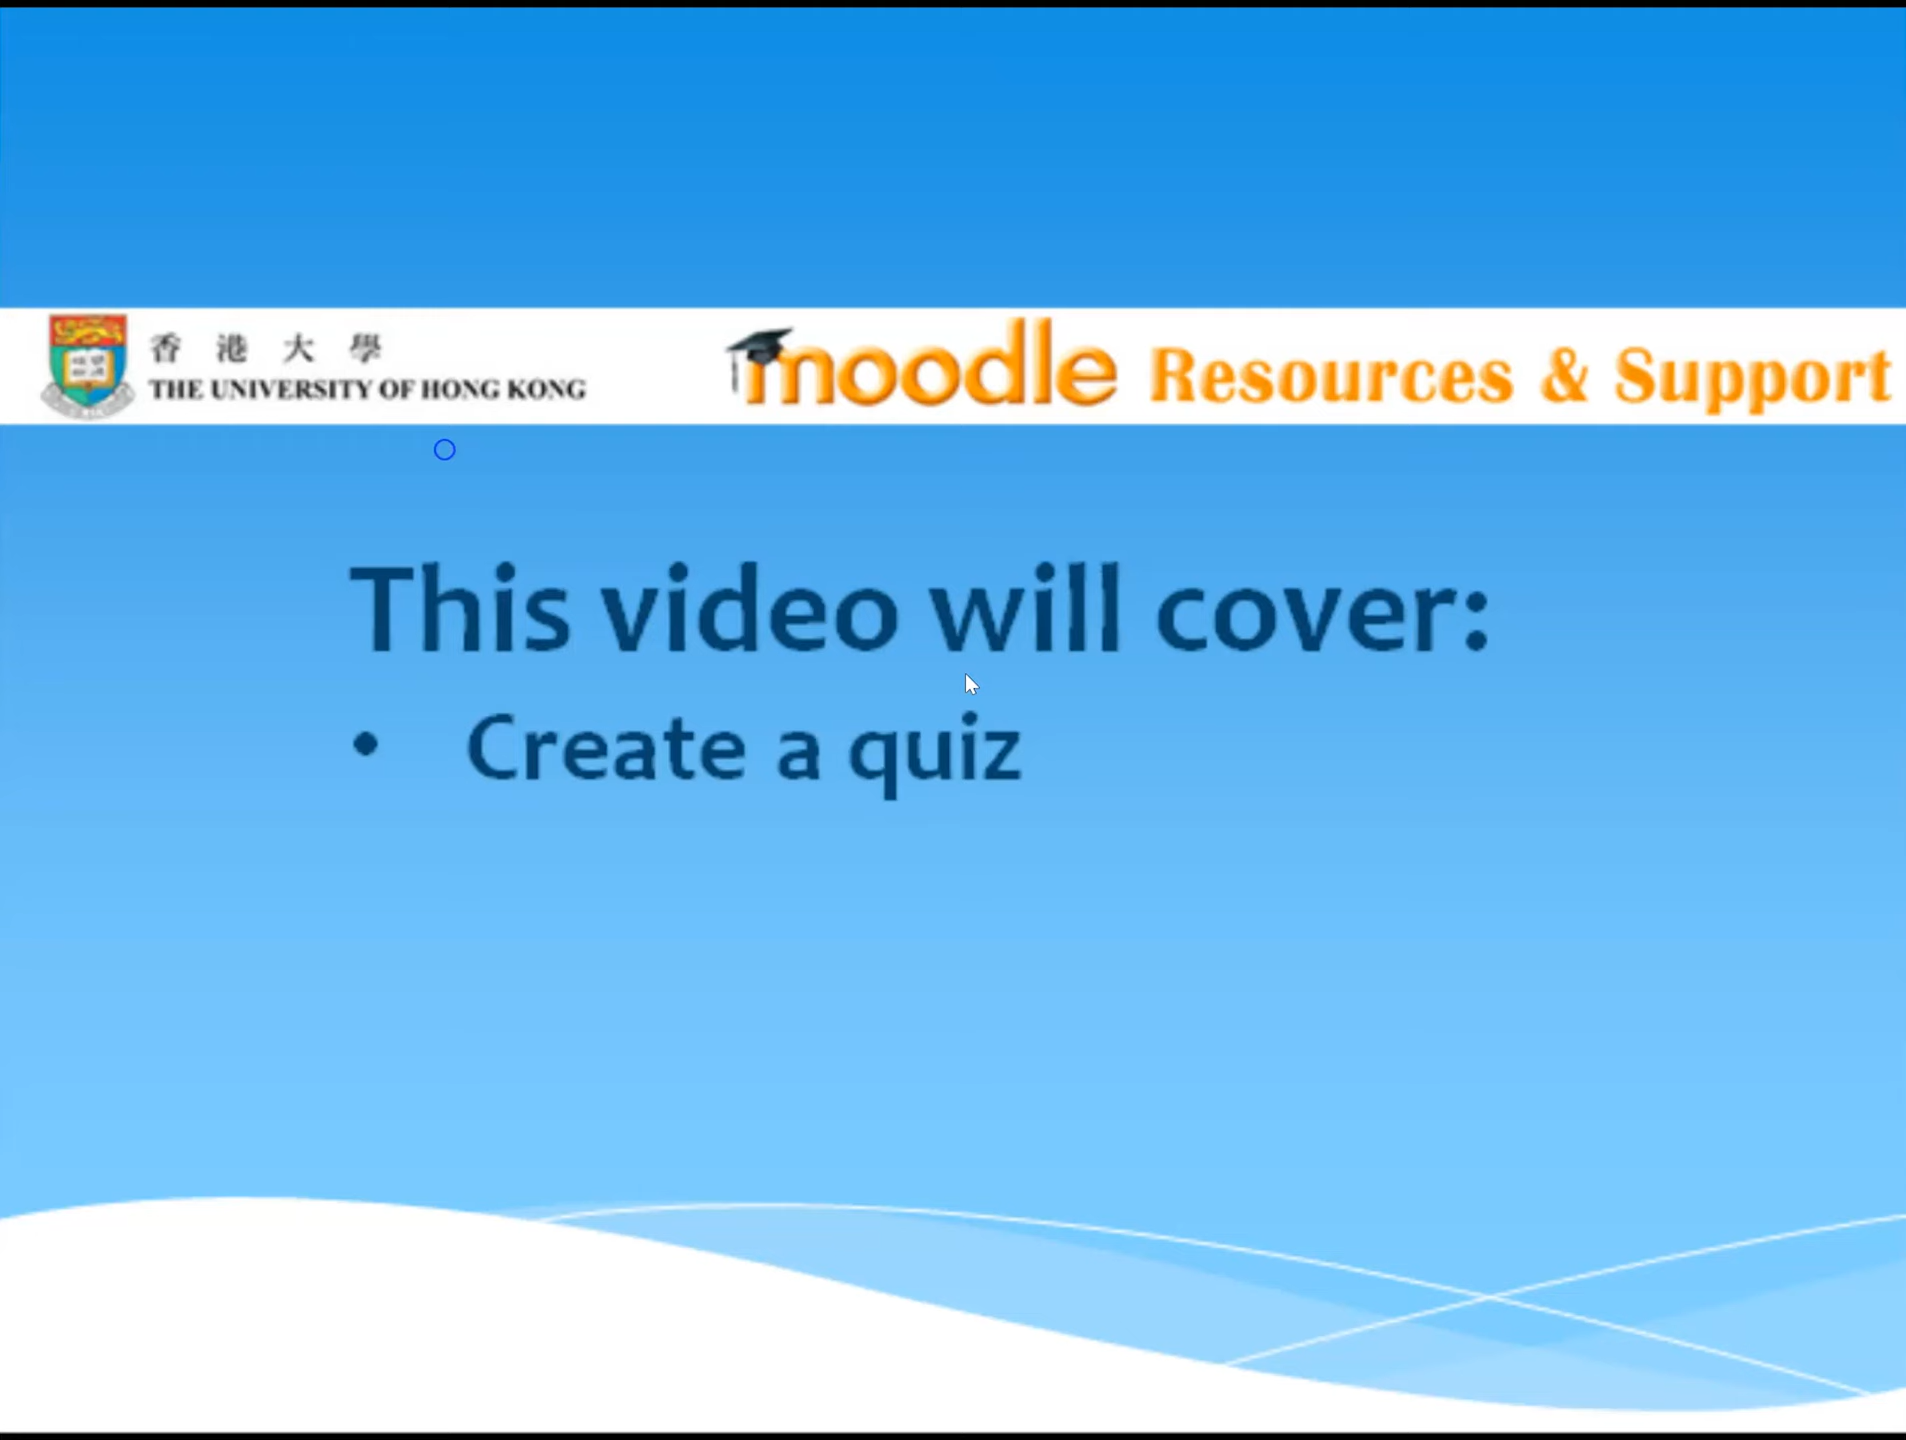 香港大學
THE UNIVERSITY OF HONG KONG
moodle Resources & Support
This video will cover:
• Create a quiz